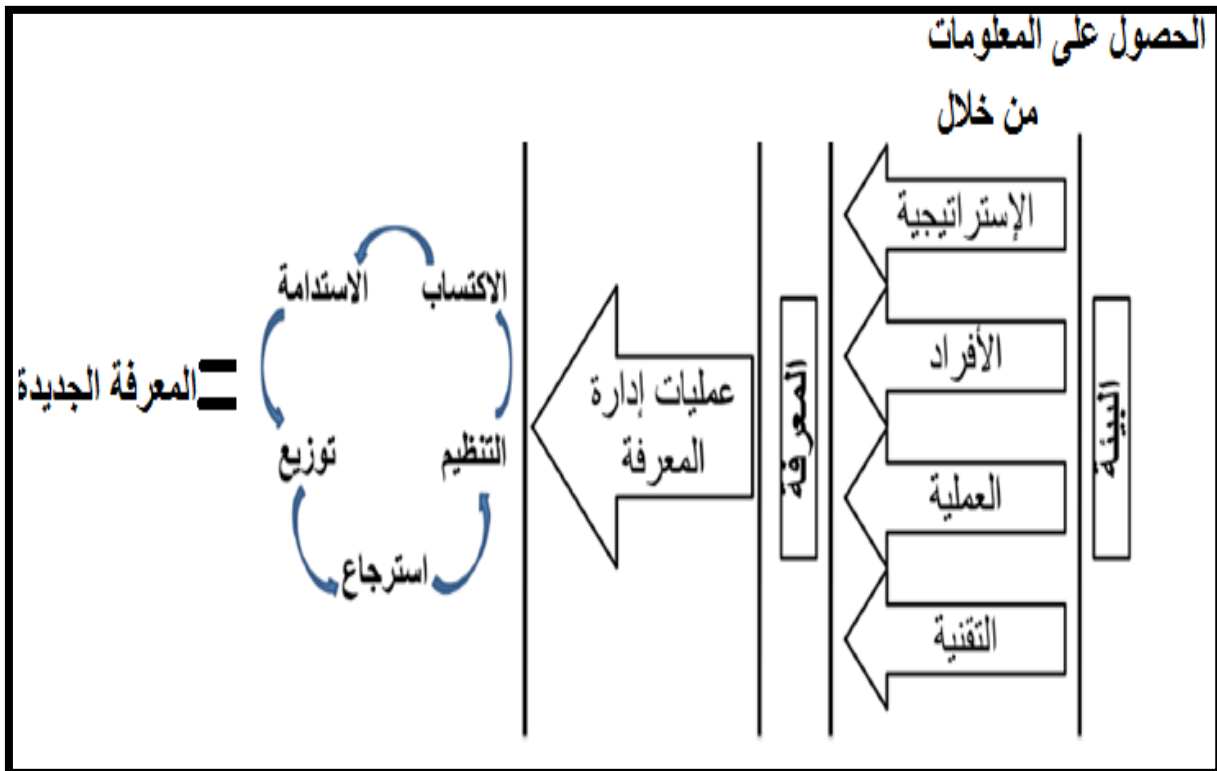 الحصول على المعلومات
من خلال
البيئة
الإستراتيجية
الأفراد
العملية
التقنية
المعرفة
عمليات إدارة
المعرفة
الاكتساب
الاستدامة
التنظيم
توزيع
استرجاع
=
المعرفة الجديدة